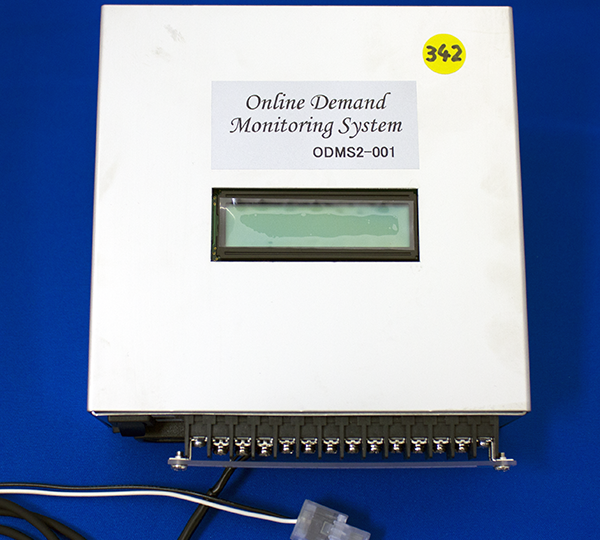 342
Online Demand
Monitoring System
ODMS2-001